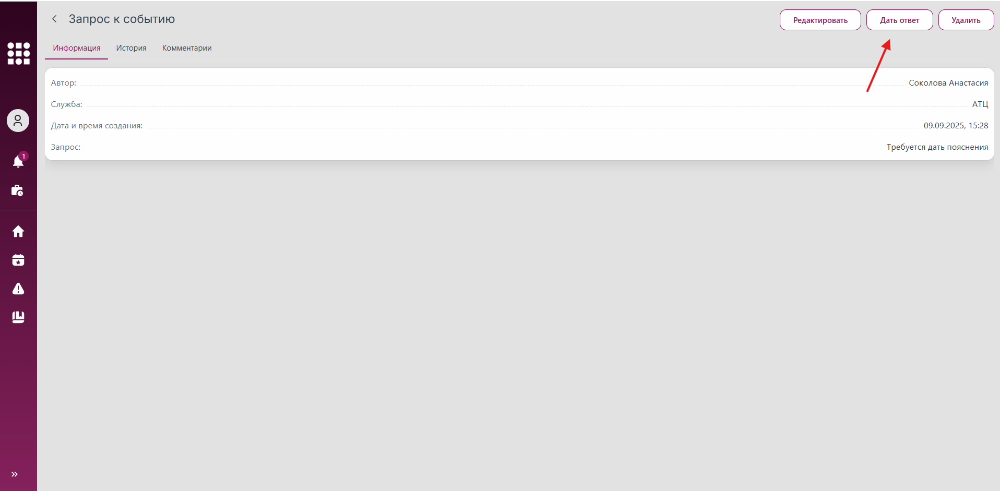 Запрос к событию
Редактировать
Дать ответ
Удалить
Информация
История
Комментарии
Автор: Соколова Анастасия
Служба: АТЦ
Дата и время создания: 09.09.2025, 15:28
Запрос: Требуется дать пояснения
1